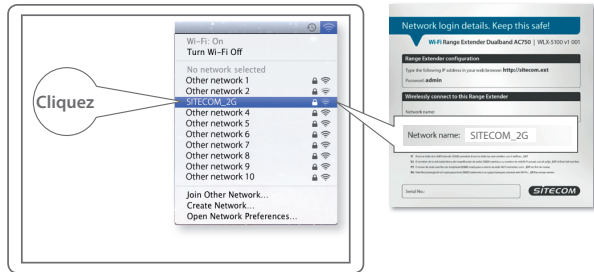 Cliquez
Wi-Fi: On
Turn Wi-Fi Off
No network selected
Other network 1
Other network 2
SITECOM_2G
Other network 4
Other network 5
Other network 6
Other network 7
Other network 8
Other network 9
Other network 10
Join Other Network...
Create Network...
Open Network Preferences...
Network login details. Keep this safe!
Wi-Fi Range Extender Dualband AC750 | WLX-5100 v1 001
Range Extender configuration
Type the following IP address in your web browser: http://sitecom.ext
Password: admin
Wirelessly connect to this Range Extender
Network name:
Network name: SITECOM_2G
Serial No.:
SITECOM